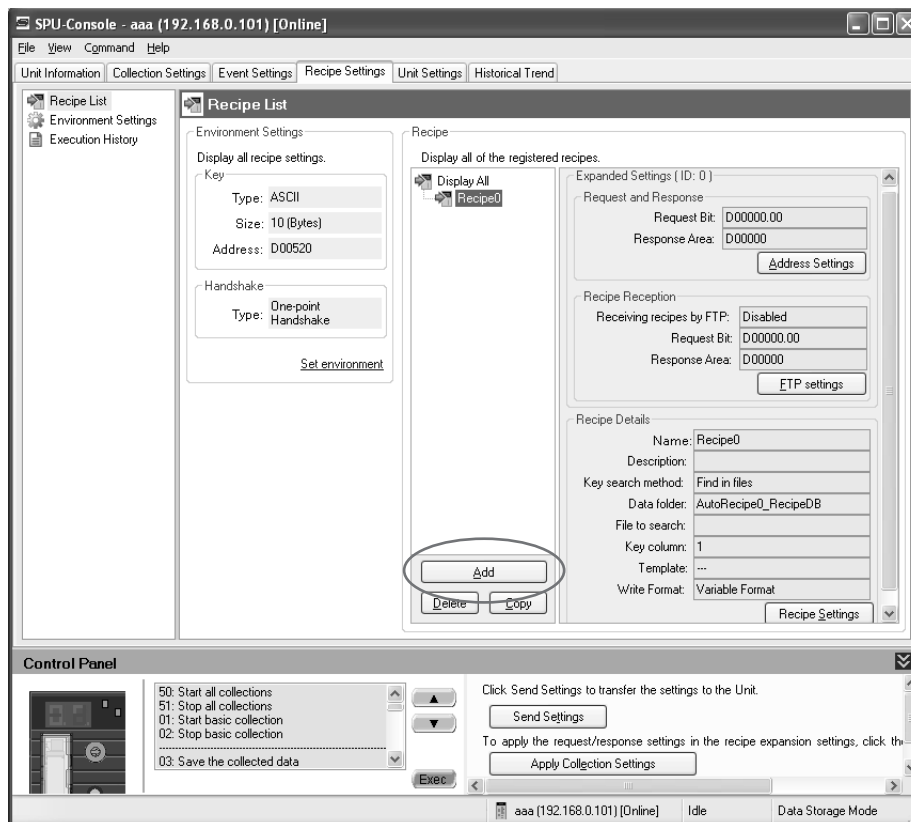 SPU-Console - aaa (192.168.0.101) [Online]
File View Command Help
Unit Information Collection Settings Event Settings Recipe Settings Unit Settings Historical Trend
Recipe List
Environment Settings
Execution History
Recipe List
Environment Settings
Display all recipe settings.
Key
Type: ASCII
Size: 10 (Bytes)
Address: D00520
Handshake
Type: One-point
Handshake
Set environment
Recipe
Display all of the registered recipes.
Display All
Recipe0
Add
Delete Copy
Expanded Settings ( ID: 0 )
Request and Response
Request Bit: D00000.00
Response Area: D00000
Address Settings
Recipe Reception
Receiving recipes by FTP: Disabled
Request Bit: D00000.00
Response Area: D00000
FTP settings
Recipe Details
Name: Recipe0
Description:
Key search method: Find in files
Data folder: AutoRecipe0_RecipeDB
File to search:
Key column: 1
Template: ---
Write Format: Variable Format
Recipe Settings
Control Panel
50: Start all collections
51: Stop all collections
01: Start basic collection
02: Stop basic collection
03: Save the collected data
Exec
Click Send Settings to transfer the settings to the Unit.
Send Settings
To apply the request/response settings in the recipe expansion settings, click the
Apply Collection Settings
aaa (192.168.0.101) [Online] Idle Data Storage Mode